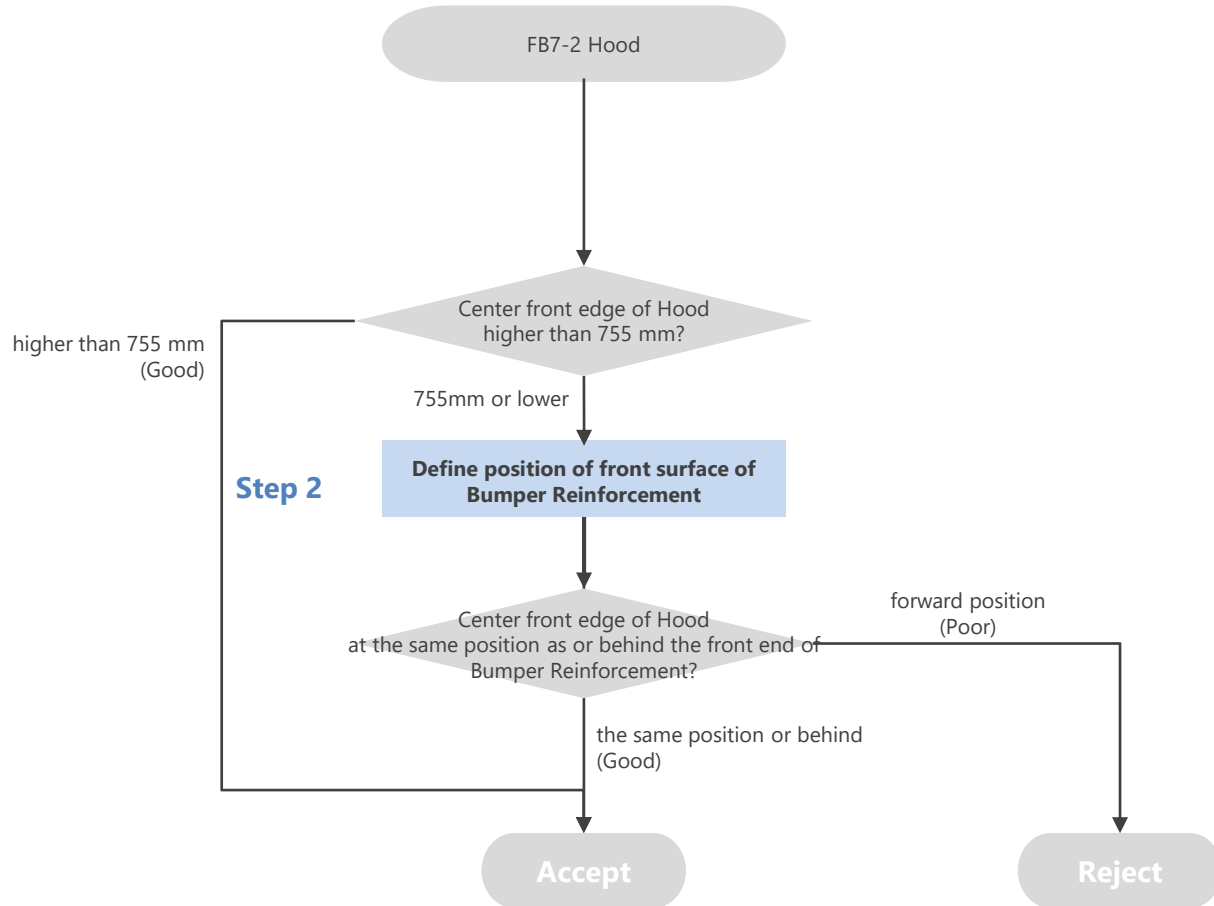 FB7-2 Hood
Center front edge of Hood
higher than 755 mm?
higher than 755 mm
(Good)
755mm or lower
Step 2
Define position of front surface of
Bumper Reinforcement
Center front edge of Hood
at the same position as or behind the front end of
Bumper Reinforcement?
forward position
(Poor)
the same position or behind
(Good)
Accept
Reject